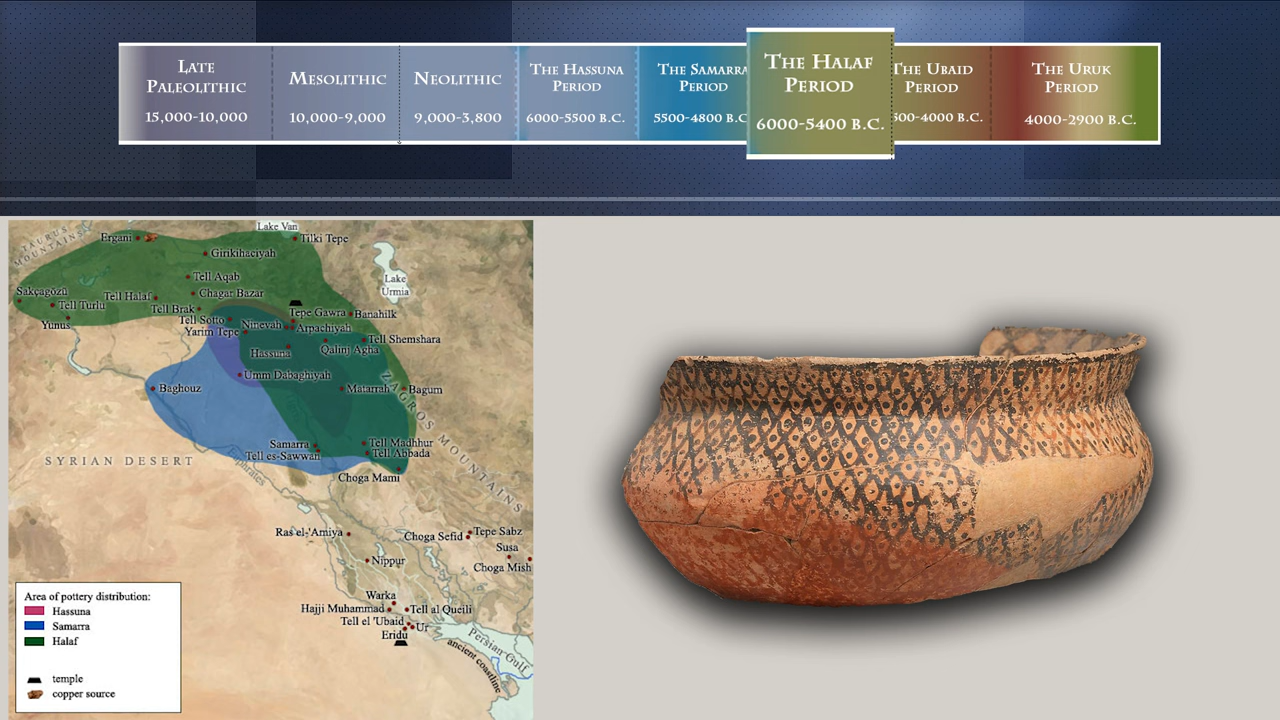 LATE
PALEOLITHIC
15,000-10,000
MESOLITHIC
10,000-9,000
NEOLITHIC
9,000-3,800
THE HASSUNA
PERIOD
6000-5500 B.C.
THE SAMARRA
PERIOD
5500-4800 B.C.
THE HALAF
PERIOD
6000-5400 B.C.
THE UBAID
PERIOD
500-4000 B.C.
THE URUK
PERIOD
4000-2900 B.C.
TAURUS
MOUNTAINS
Ergani
Lake Van
Tilki Tepe
Girikihaciyah
Lake
Urmia
Tell Aqab
Sakçagözü
Tell Halaf
Chagar Bazar
Tell Turlu
Tell Brak
Tepe Gawra
Banahilk
Yunus
Tell Sotto
Ninevah
Arpachiyah
Yarim Tepe
Tell Shemshara
Hassuna
Qalinj Agha
Umm Dabaghiyah
Baghouz
Matarrah
Bagum
ZAGROS MOUNTAINS
Samarra
Tell Madhhur
Tell es-Sawwan
Tell Abbada
SYRIAN DESERT
Euphrates
Choga Mami
Ras el-'Amiya
Choga Sefid
Tepe Sabz
Susa
Nippur
Choga Mish
Warka
Hajji Muhammad
Tell al Queili
Tell el 'Ubaid
Ur
Eridu
Persian Gulf
ancient coastline
Area of pottery distribution:
Hassuna
Samarra
Halaf
temple
copper source